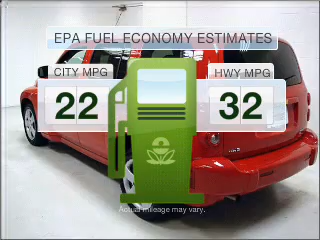 EPA FUEL ECONOMY ESTIMATES
CITY MPG
HWY MPG
22
32
Actual mileage may vary.